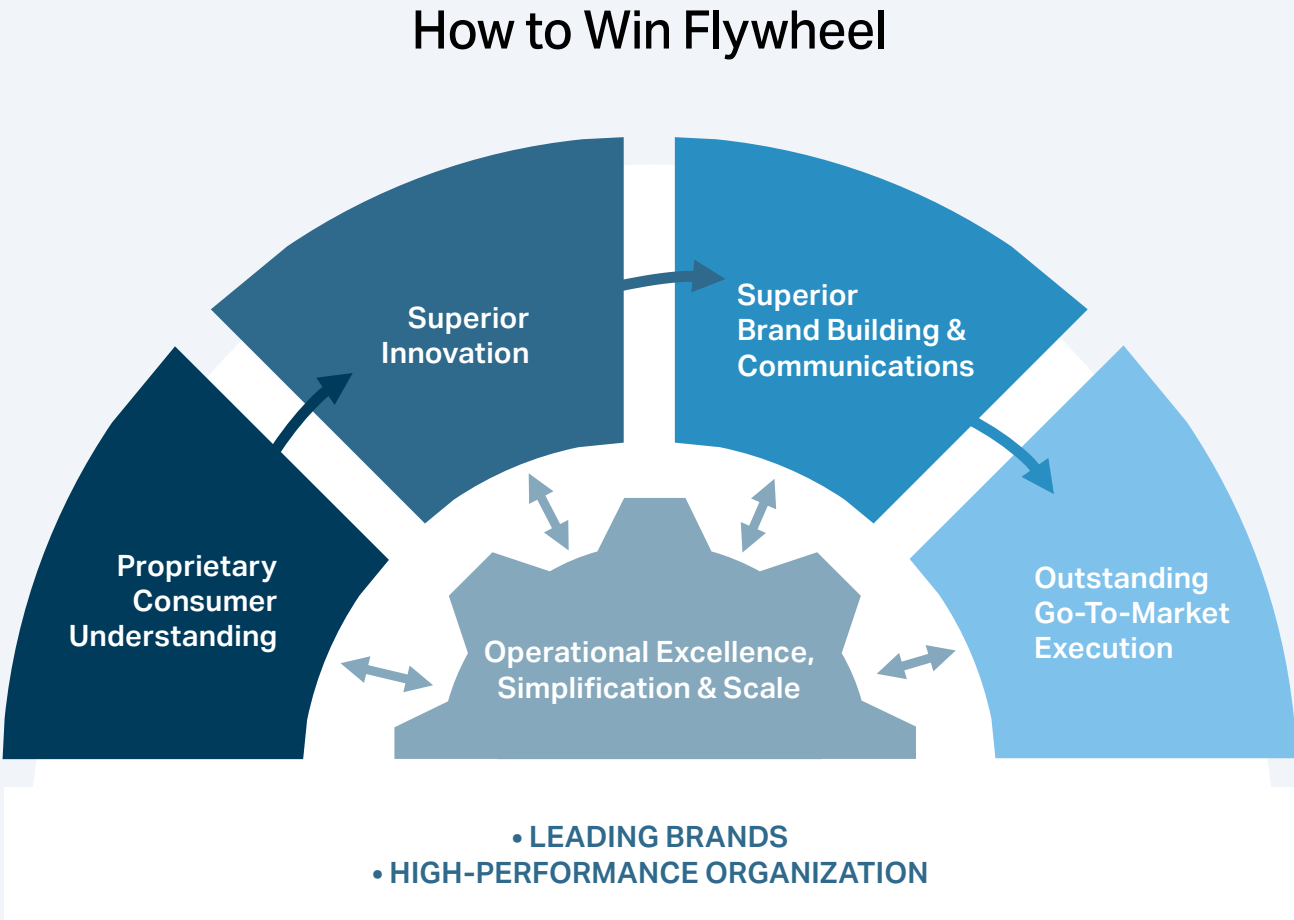 How to Win Flywheel
Superior
Innovation
Superior
Brand Building &
Communications
Proprietary
Consumer
Understanding
Outstanding
Go-To-Market
Execution
Operational Excellence,
Simplification & Scale
• LEADING BRANDS
• HIGH-PERFORMANCE ORGANIZATION